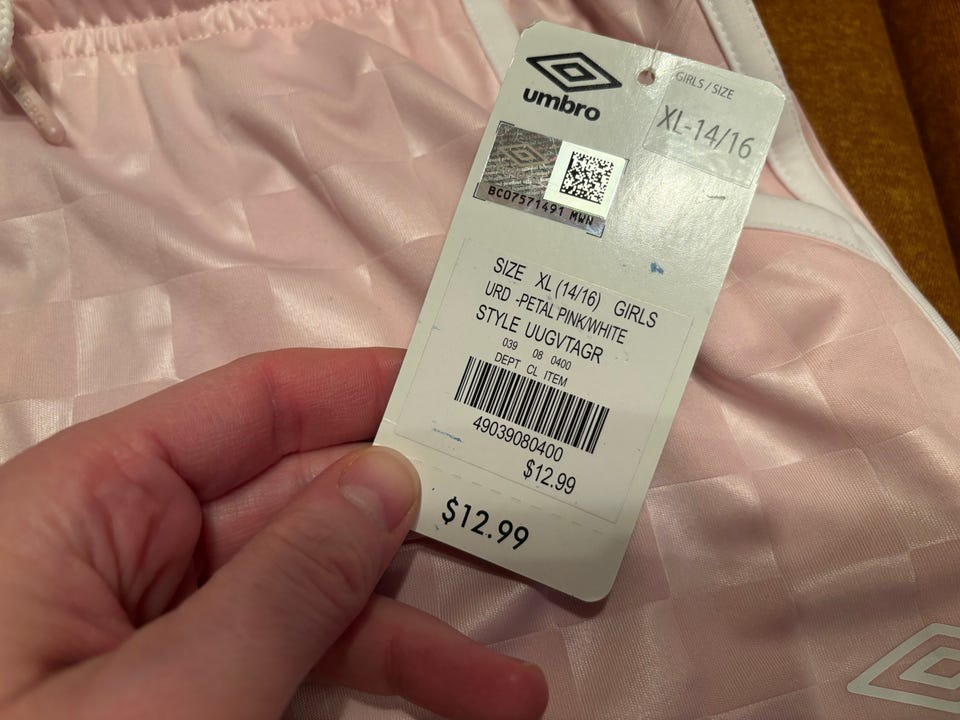 umbro
GIRLS / SIZE
XL-14/16
BC07571491 MWN
SIZE XL (14/16) GIRLS
URD -PETAL PINK/WHITE
STYLE UUGVTAGR
039 08 0400
DEPT CL ITEM
49039080400
$12.99
$12.99